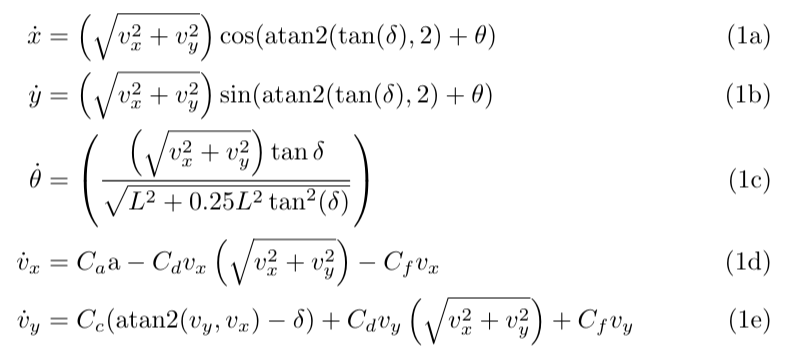 ẋ = (√(v_x² + v_y²)) cos(atan2(tan(δ), 2) + θ) (1a)
ẏ = (√(v_x² + v_y²)) sin(atan2(tan(δ), 2) + θ) (1b)
θ̇ = ( (√(v_x² + v_y²)) tan δ / √(L² + 0.25L² tan²(δ)) ) (1c)
v̇_x = C_a a − C_d v_x (√(v_x² + v_y²)) − C_f v_x (1d)
v̇_y = C_c(atan2(v_y, v_x) − δ) + C_d v_y (√(v_x² + v_y²)) + C_f v_y (1e)